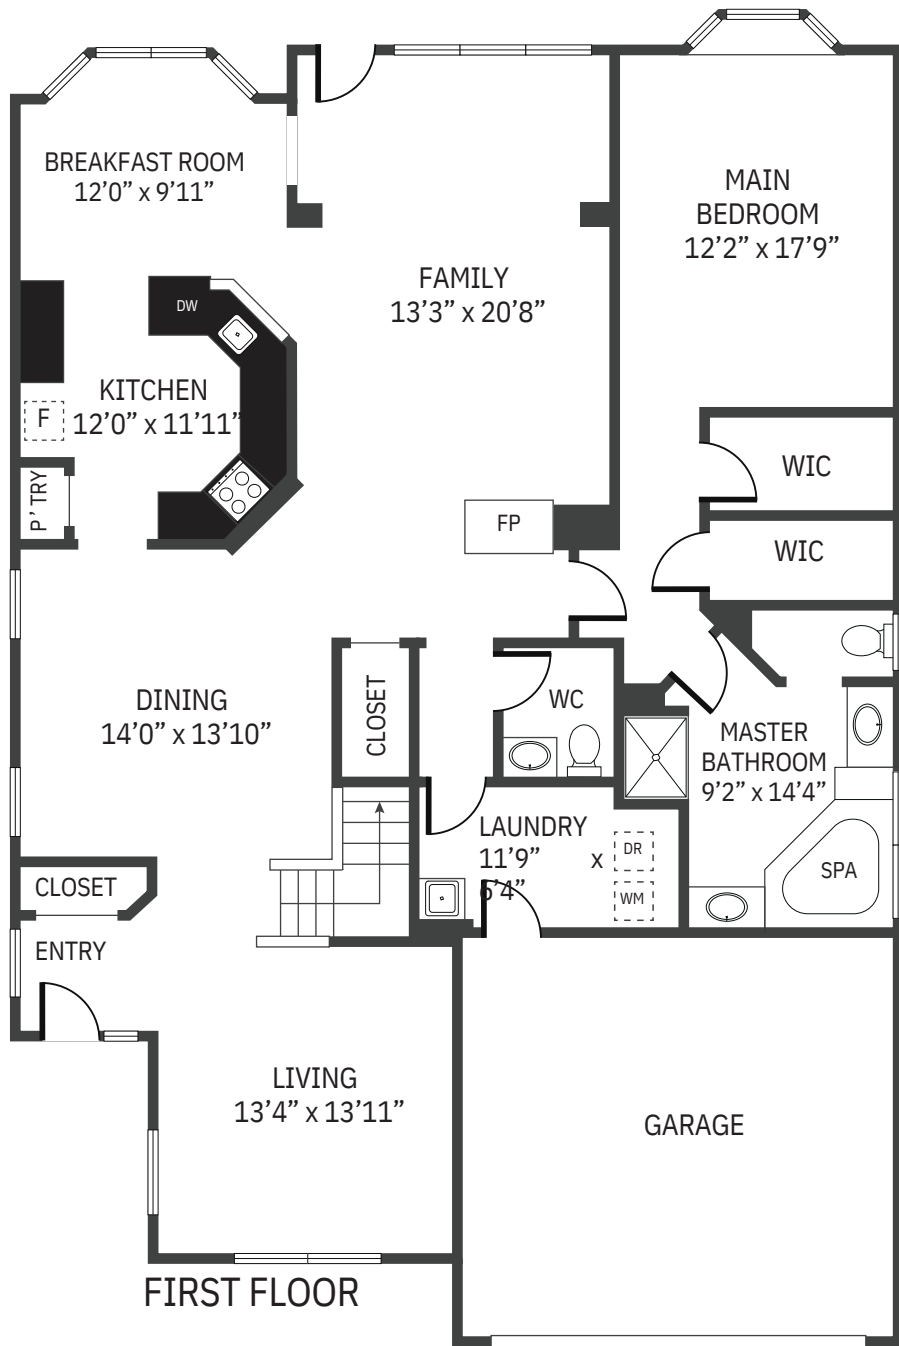 BREAKFAST ROOM
12’0” x 9’11”
MAIN
BEDROOM
12’2” x 17’9”
FAMILY
13’3” x 20’8”
DW
KITCHEN
12’0” x 11’11”
F
P’ TRY
WIC
WIC
FP
DINING
14’0” x 13’10”
CLOSET
WC
MASTER
BATHROOM
9’2” x 14’4”
LAUNDRY
11’9” x
6’4”
DR
WM
SPA
CLOSET
ENTRY
LIVING
13’4” x 13’11”
GARAGE
FIRST FLOOR